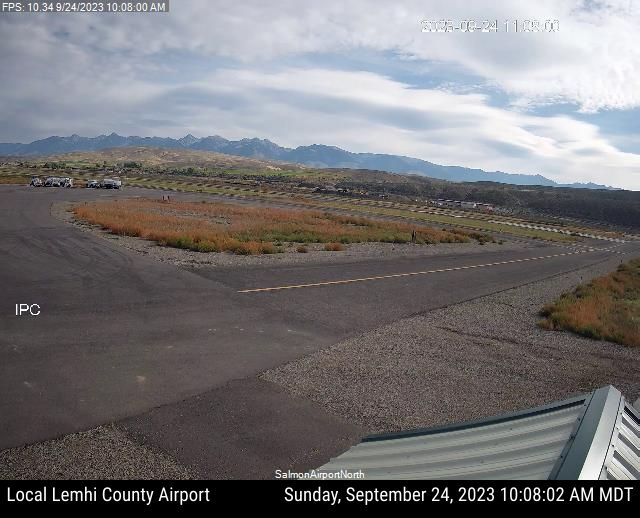 FPS: 10.34 9/24/2023 10:08:00 AM
IPC
SalmonAirportNorth
Local Lemhi County Airport
Sunday, September 24, 2023 10:08:02 AM MDT